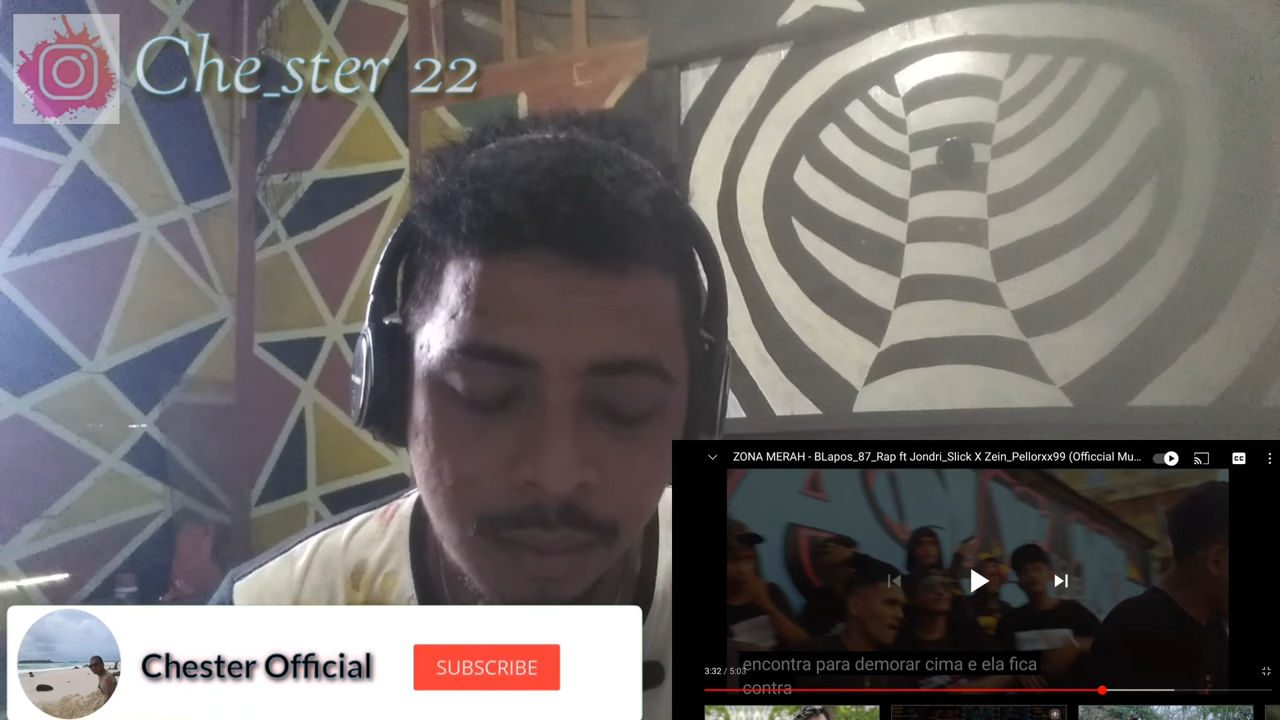 Che_ster 22
ZONA MERAH - BLapos_87_Rap ft Jondri_Slick X Zein_Pellorxx99 (Officcial Mu...
CC
encontra para demorar cima e ela fica
contra
3:32 / 5:03
Chester Official
SUBSCRIBE